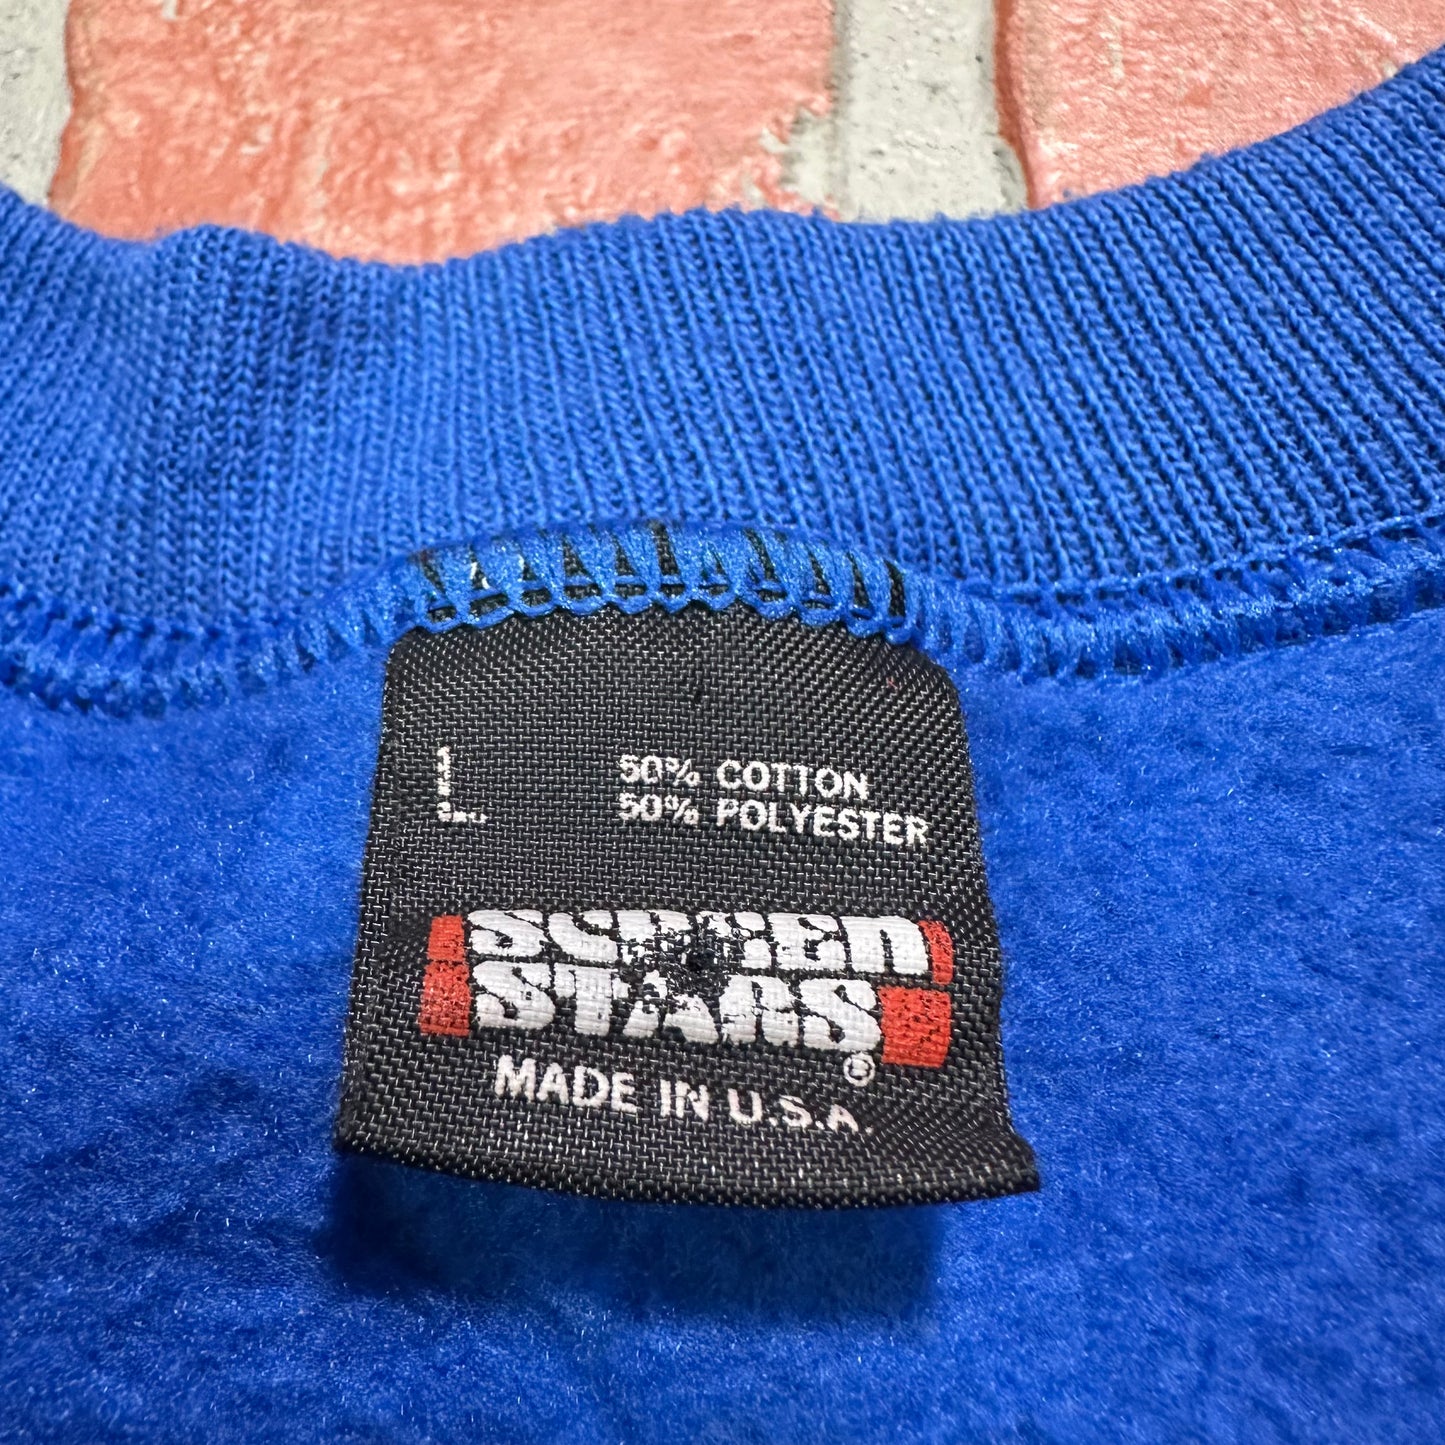 L 50% COTTON
50% POLYESTER
SCREEN
STARS
®
MADE IN U.S.A.